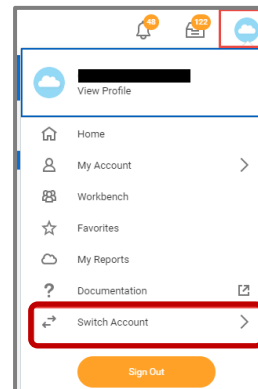 48 122
View Profile
Home
My Account
Workbench
Favorites
My Reports
Documentation
Switch Account
Sign Out